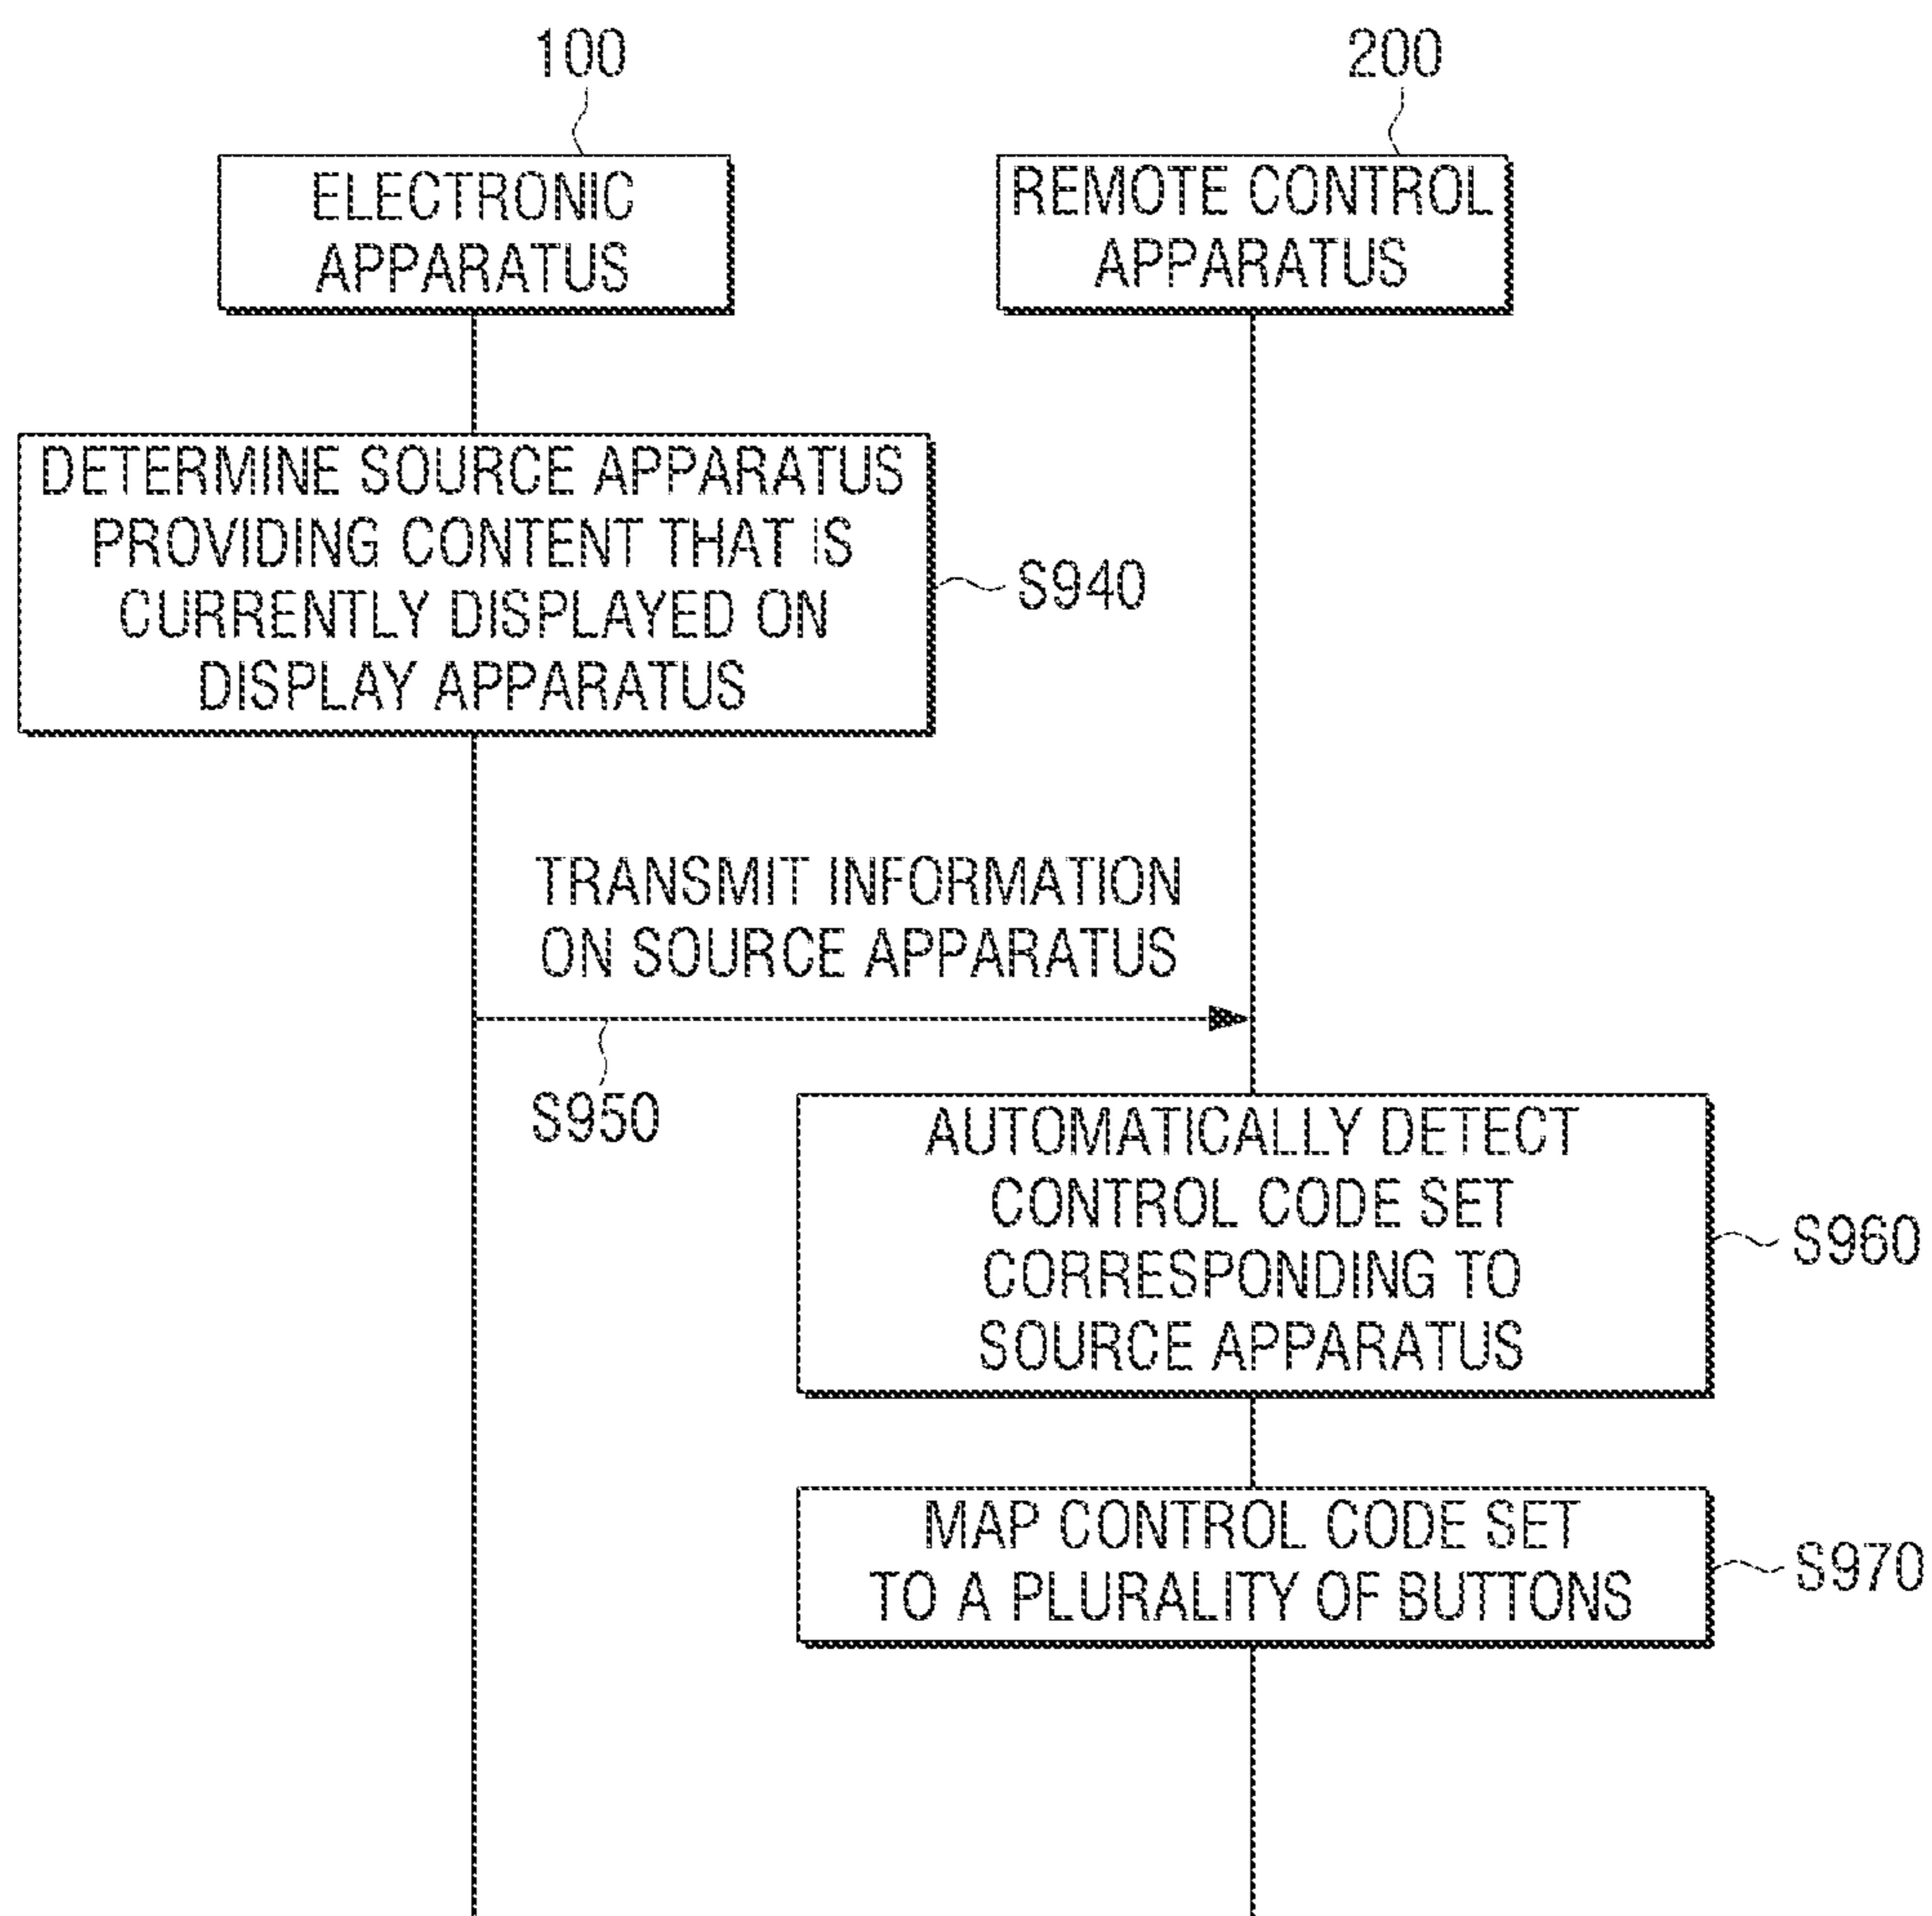 100
200
ELECTRONIC
APPARATUS
REMOTE CONTROL
APPARATUS
DETERMINE SOURCE APPARATUS
PROVIDING CONTENT THAT IS
CURRENTLY DISPLAYED ON
DISPLAY APPARATUS
S940
TRANSMIT INFORMATION
ON SOURCE APPARATUS
S950
AUTOMATICALLY DETECT
CONTROL CODE SET
CORRESPONDING TO
SOURCE APPARATUS
S960
MAP CONTROL CODE SET
TO A PLURALITY OF BUTTONS
S970